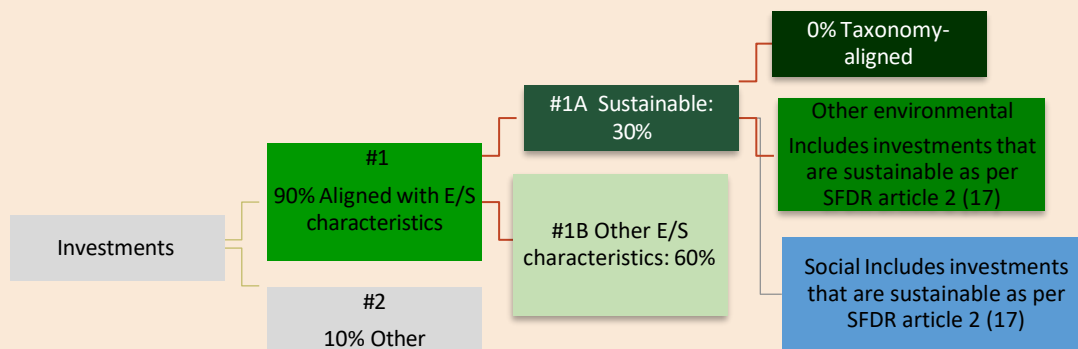 Investments
#1
90% Aligned with E/S
characteristics
#2
10% Other
#1A  Sustainable:
30%
#1B Other E/S
characteristics: 60%
0% Taxonomy-
aligned
Other environmental
Includes investments that
are sustainable as per
SFDR article 2 (17)
Social Includes investments
that are sustainable as per
SFDR article 2 (17)